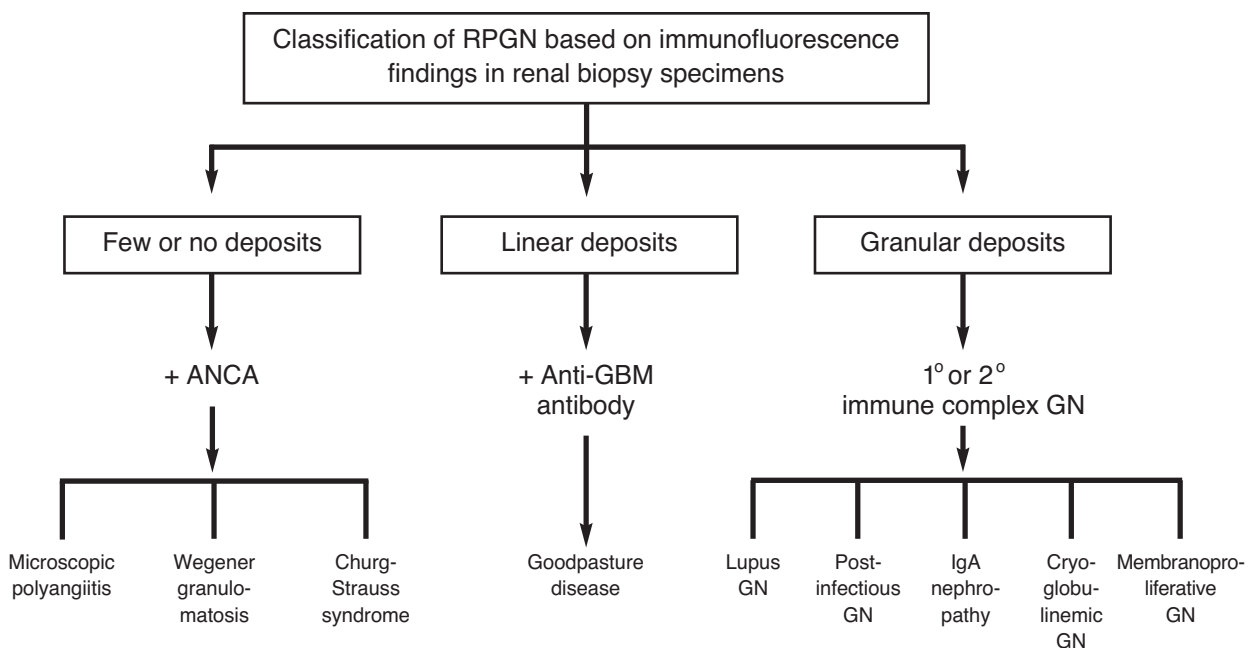 Classification of RPGN based on immunofluorescence
findings in renal biopsy specimens
Few or no deposits
Linear deposits
Granular deposits
+ ANCA
+ Anti-GBM
antibody
1° or 2°
immune complex GN
Microscopic
polyangiitis
Wegener
granulo-
matosis
Churg-
Strauss
syndrome
Goodpasture
disease
Lupus
GN
Post-
infectious
GN
IgA
nephro-
pathy
Cryo-
globu-
linemic
GN
Membranopro-
liferative GN